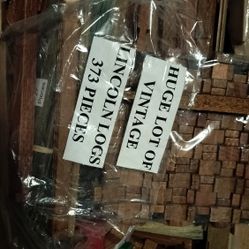 HUGE LOT OF
VINTAGE
LINCOLN LOGS
373 PIECES